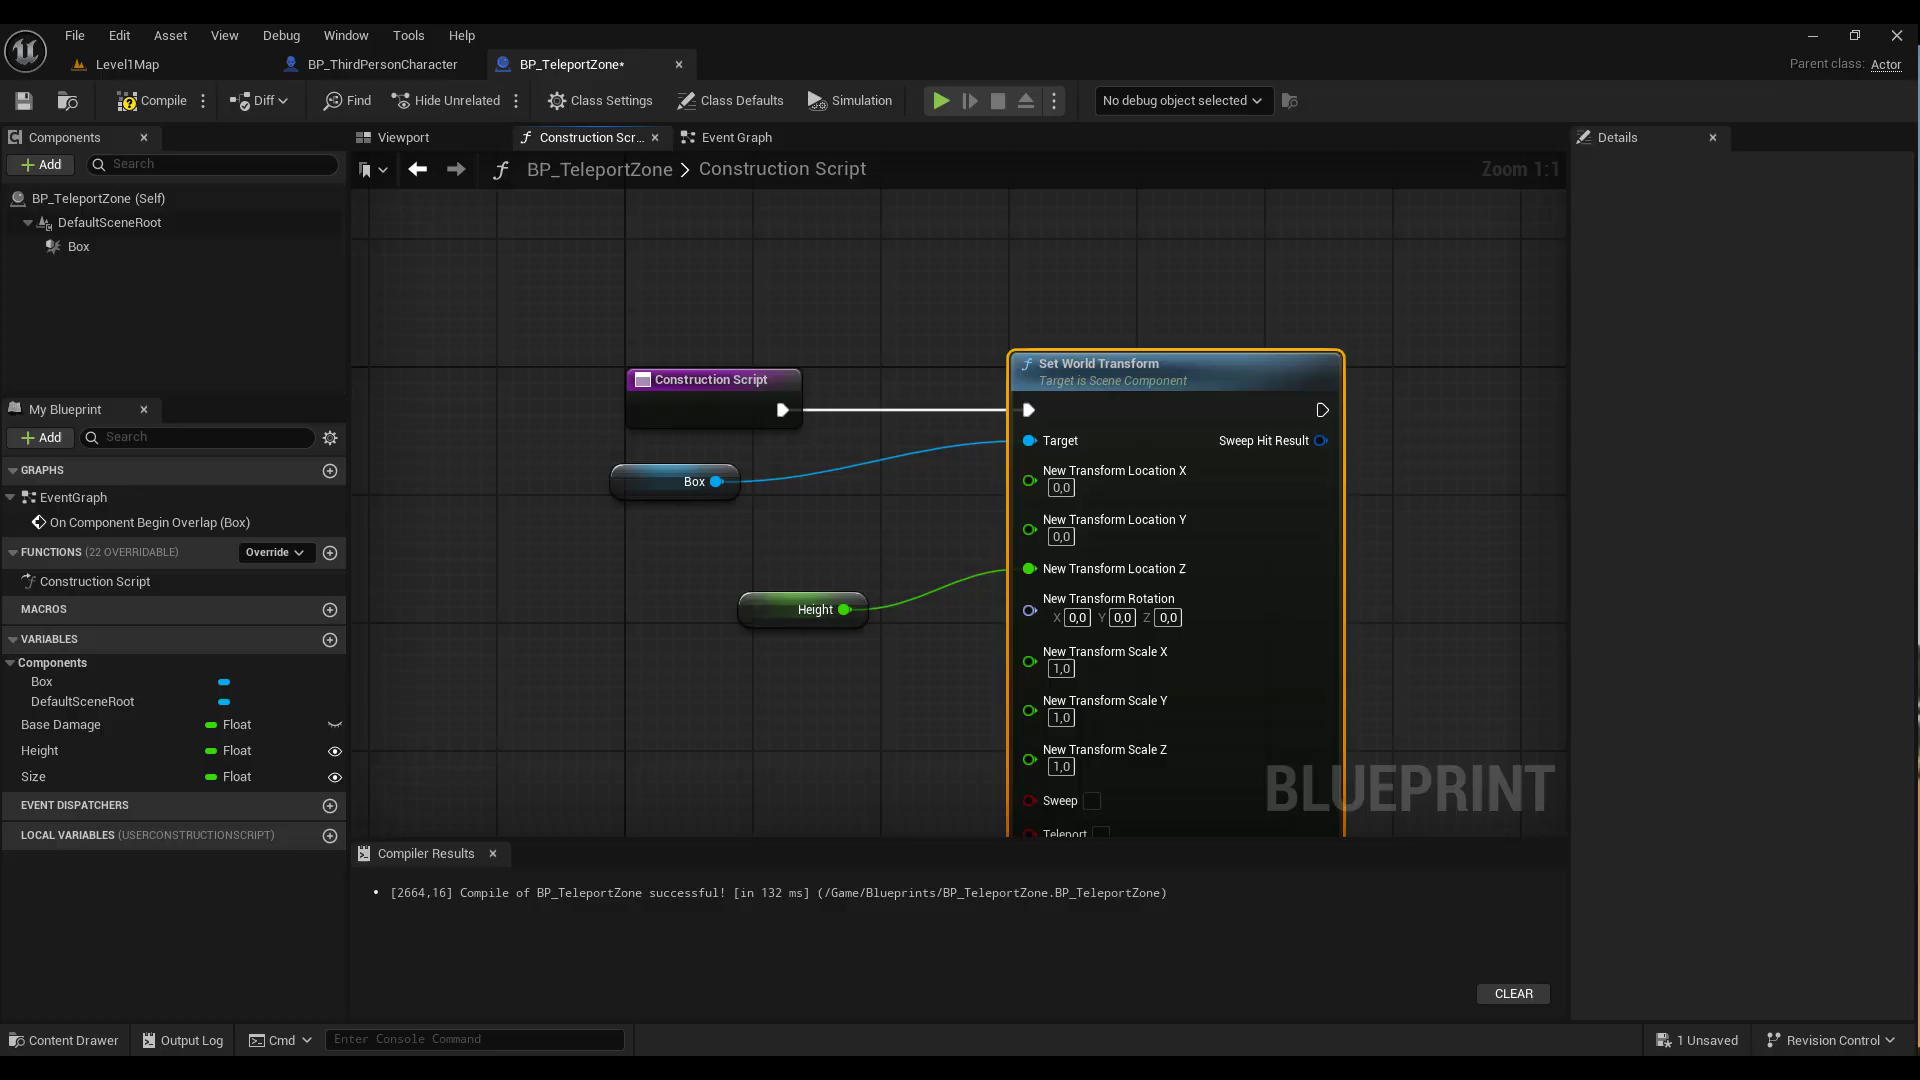 File Edit Asset View Debug Window Tools Help
Level1Map BP_ThirdPersonCharacter BP_TeleportZone* Parent class: Actor
Compile Diff Find Hide Unrelated Class Settings Class Defaults Simulation No debug object selected
Components Viewport Construction Scr... Event Graph Details
Add Search BP_TeleportZone > Construction Script Zoom 1:1
BP_TeleportZone (Self)
DefaultSceneRoot
Box
My Blueprint
Add Search
GRAPHS
EventGraph
On Component Begin Overlap (Box)
FUNCTIONS (22 OVERRIDABLE) Override
Construction Script
MACROS
VARIABLES
Components
Box
DefaultSceneRoot
Base Damage Float
Height Float
Size Float
EVENT DISPATCHERS
LOCAL VARIABLES (USERCONSTRUCTIONSCRIPT)
Construction Script
Box
Height
Set World Transform
Target is Scene Component
Target Sweep Hit Result
New Transform Location X
0,0
New Transform Location Y
0,0
New Transform Location Z
New Transform Rotation
X 0,0 Y 0,0 Z 0,0
New Transform Scale X
1,0
New Transform Scale Y
1,0
New Transform Scale Z
1,0
Sweep
Teleport
BLUEPRINT
Compiler Results
• [2664,16] Compile of BP_TeleportZone successful! [in 132 ms] (/Game/Blueprints/BP_TeleportZone.BP_TeleportZone)
CLEAR
Content Drawer Output Log Cmd Enter Console Command 1 Unsaved Revision Control